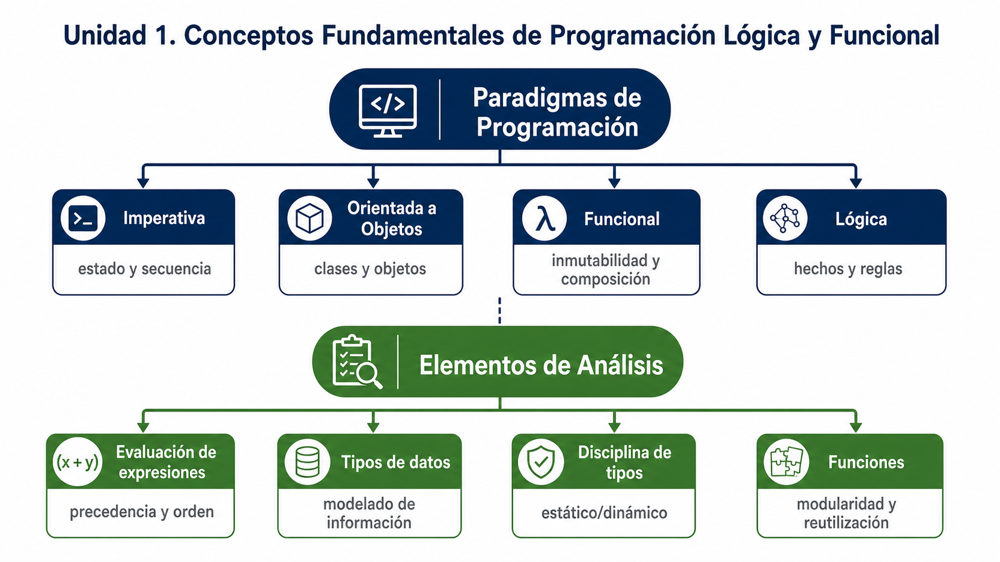 Unidad 1. Conceptos Fundamentales de Programación Lógica y Funcional
</>
Paradigmas de
Programación
>_
Imperativa
estado y secuencia
Orientada a
Objetos
clases y objetos
λ
Funcional
inmutabilidad y
composición
Lógica
hechos y reglas
Elementos de Análisis
(x + y)
Evaluación de
expresiones
precedencia y orden
Tipos de datos
modelado de
información
Disciplina de
tipos
estático/dinámico
Funciones
modularidad y
reutilización